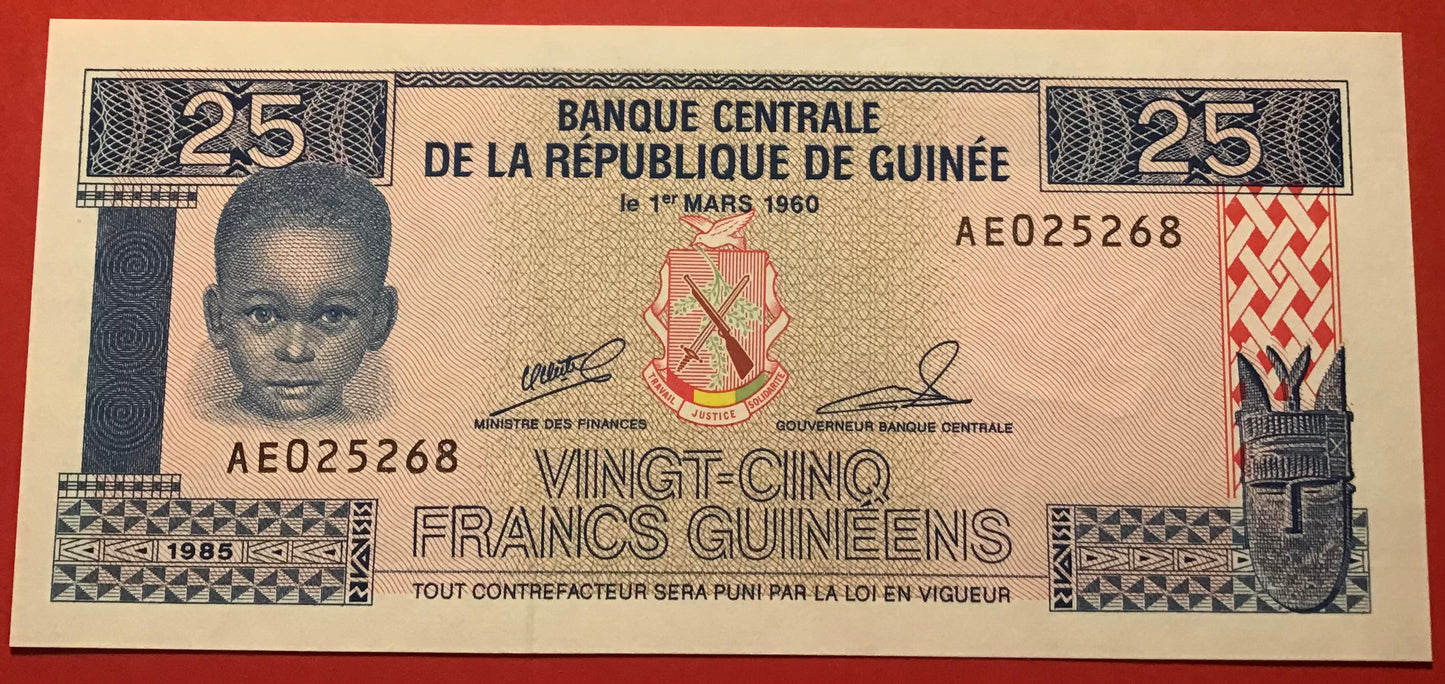 25
25
BANQUE CENTRALE
DE LA RÉPUBLIQUE DE GUINÉE
le 1er MARS 1960
AE025268
TRAVAIL JUSTICE SOLIDARITE
MINISTRE DES FINANCES
GOUVERNEUR BANQUE CENTRALE
AE025268
VINGT-CINQ
FRANCS GUINÉENS
1985
TOUT CONTREFACTEUR SERA PUNI PAR LA LOI EN VIGUEUR